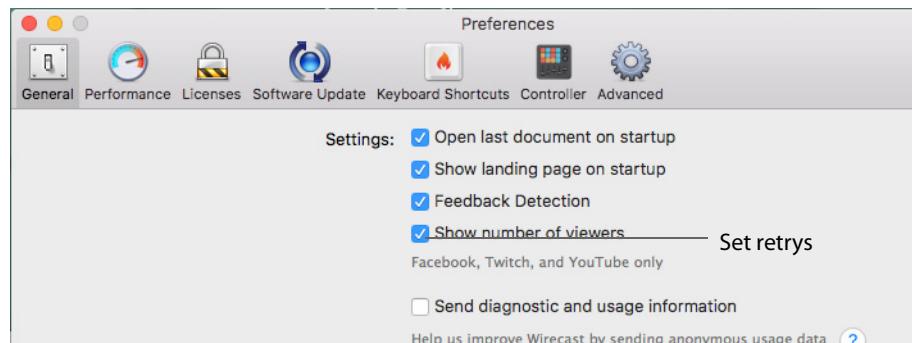 Preferences
General Performance Licenses Software Update Keyboard Shortcuts Controller Advanced
Settings: Open last document on startup
Show landing page on startup
Feedback Detection
Show number of viewers
Set retrys
Facebook, Twitch, and YouTube only
Send diagnostic and usage information
Help us improve Wirecast by sending anonymous usage data ?